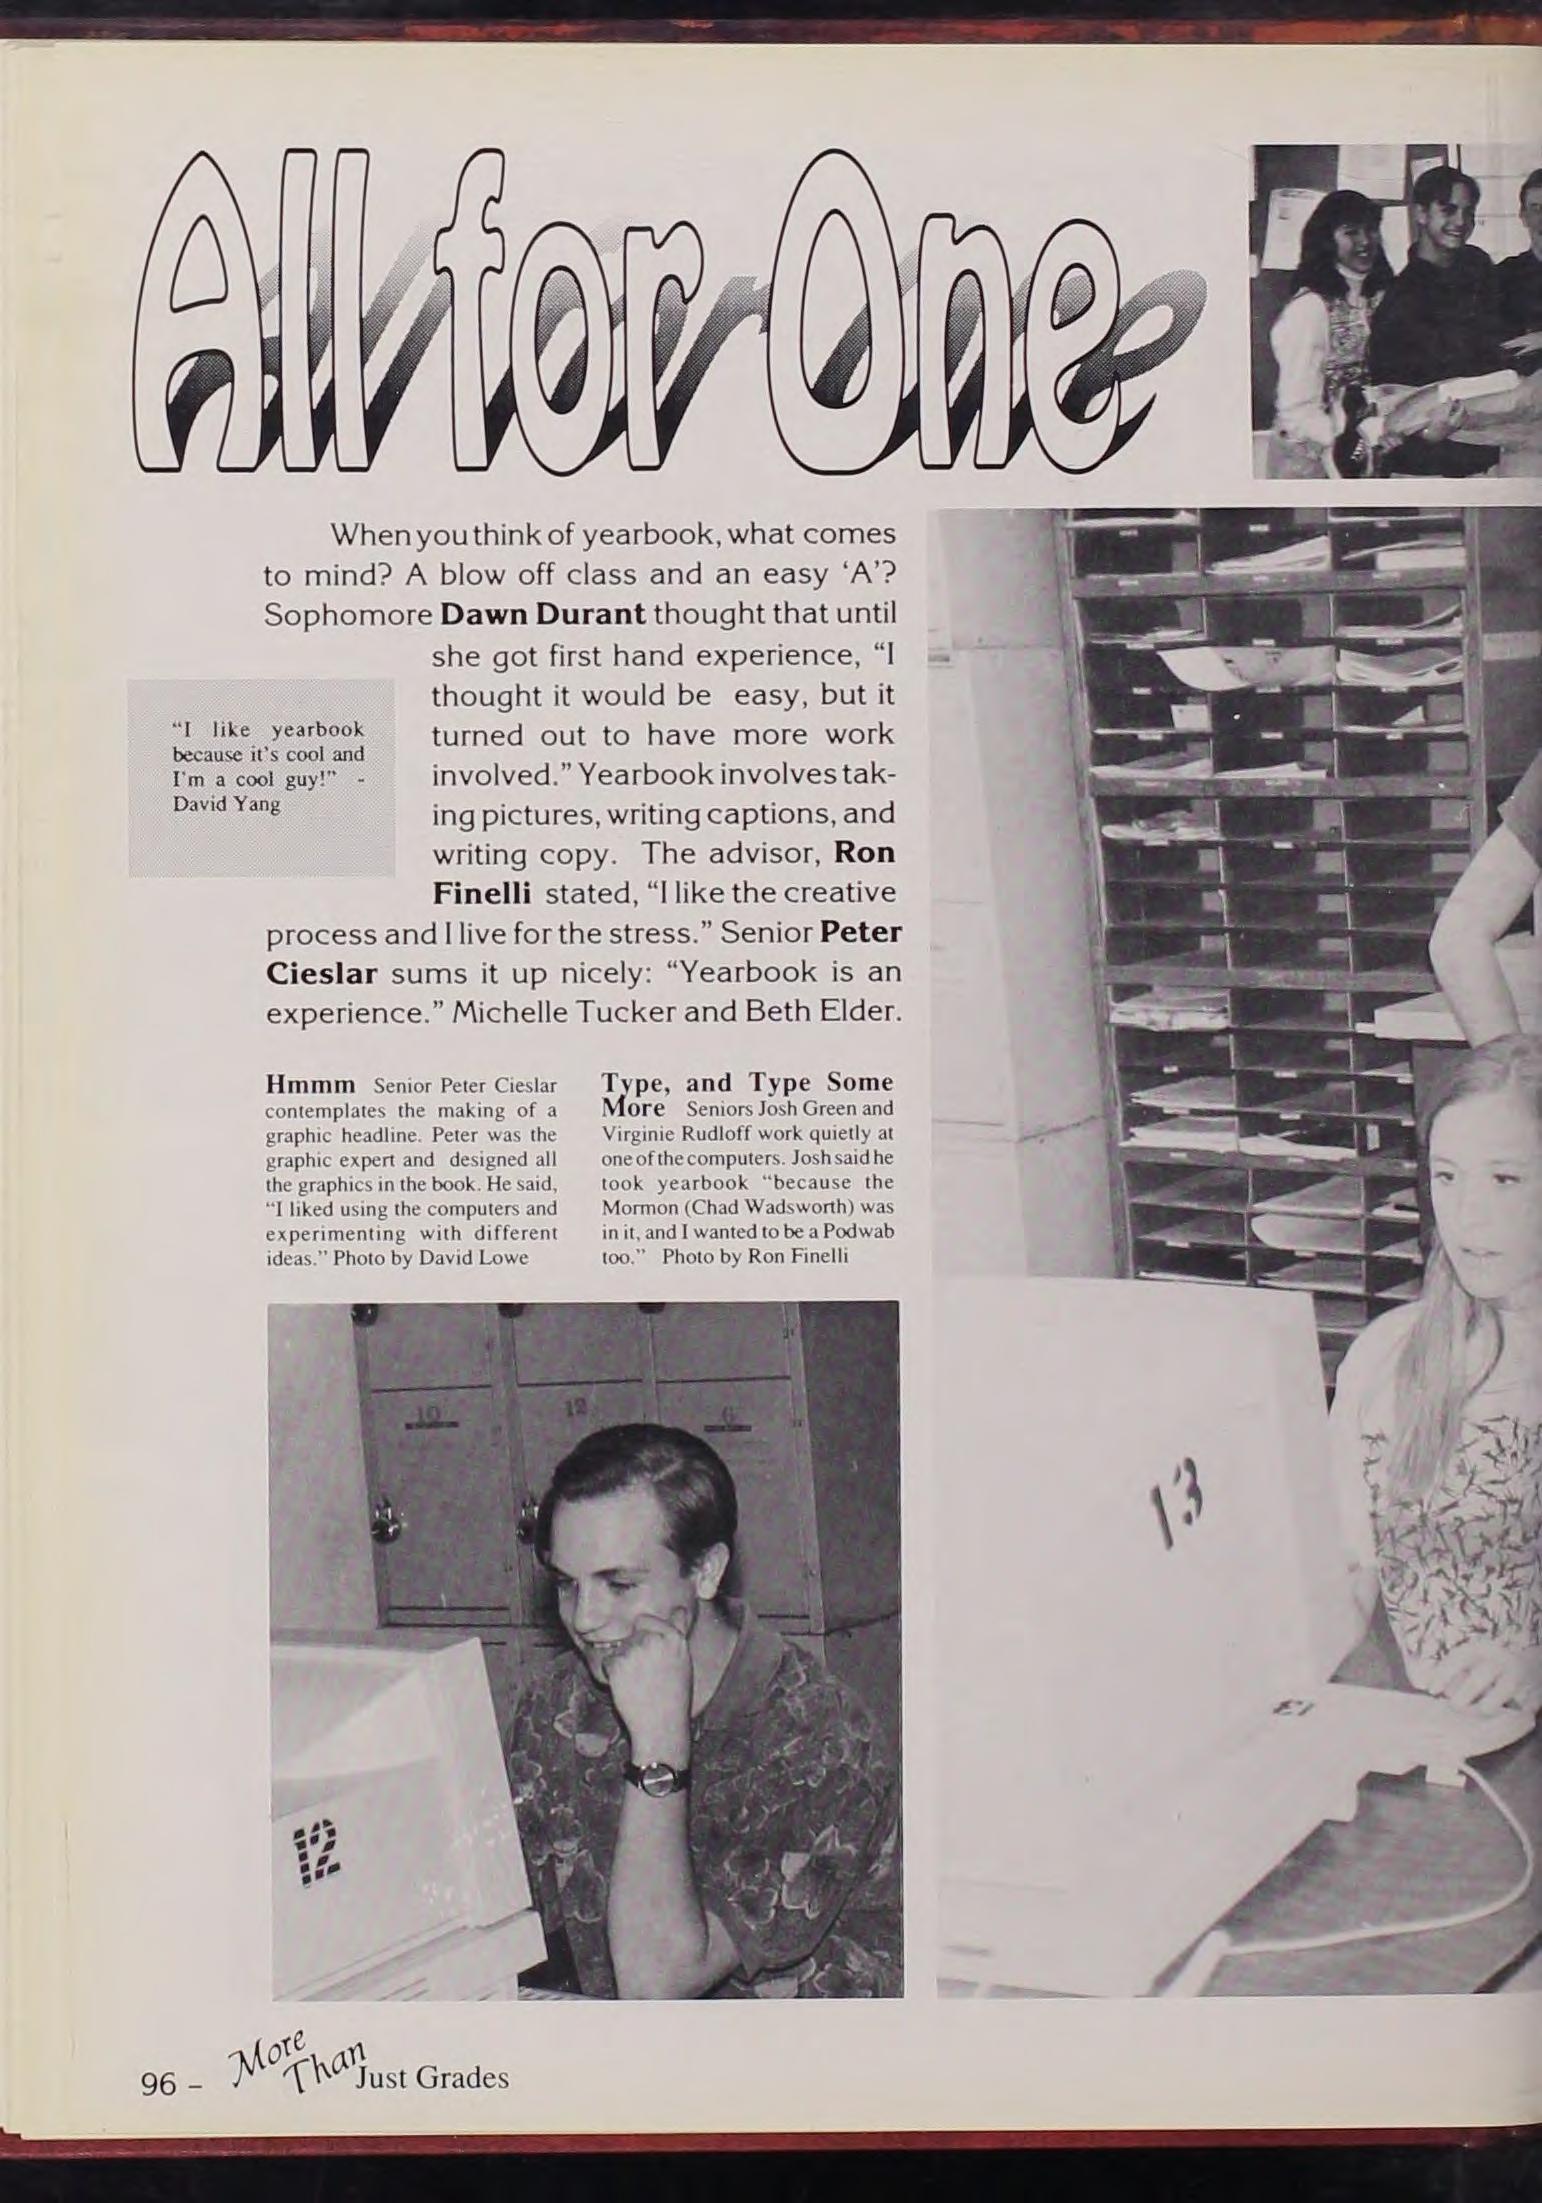 All for One
When you think of yearbook, what comes
to mind? A blow off class and an easy ‘A’?
Sophomore Dawn Durant thought that until
she got first hand experience, “I
thought it would be easy, but it
turned out to have more work
involved.” Yearbook involves tak-
ing pictures, writing captions, and
writing copy. The advisor, Ron
Finelli stated, “I like the creative
process and I live for the stress.” Senior Peter
Cieslar sums it up nicely: “Yearbook is an
experience.” Michelle Tucker and Beth Elder.
“I like yearbook
because it's cool and
I'm a cool guy!” -
David Yang
Hmmm Senior Peter Cieslar
contemplates the making of a
graphic headline. Peter was the
graphic expert and designed all
the graphics in the book. He said,
“I liked using the computers and
experimenting with different
ideas.” Photo by David Lowe
Type, and Type Some
More Seniors Josh Green and
Virginie Rudloff work quietly at
one of the computers. Josh said he
took yearbook “because the
Mormon (Chad Wadsworth) was
in it, and I wanted to be a Podwab
too.” Photo by Ron Finelli
10
12
6
12
13
13
96 – More Than Just Grades